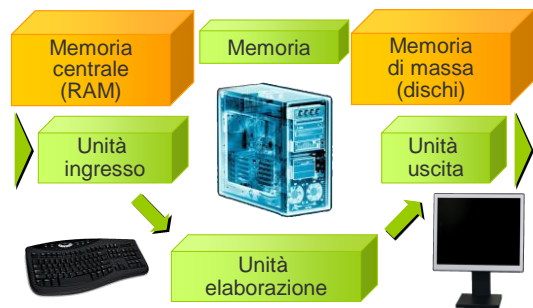 Memoria
centrale
(RAM)
Memoria
Memoria
di massa
(dischi)
Unità
ingresso
Unità
uscita
Unità
elaborazione